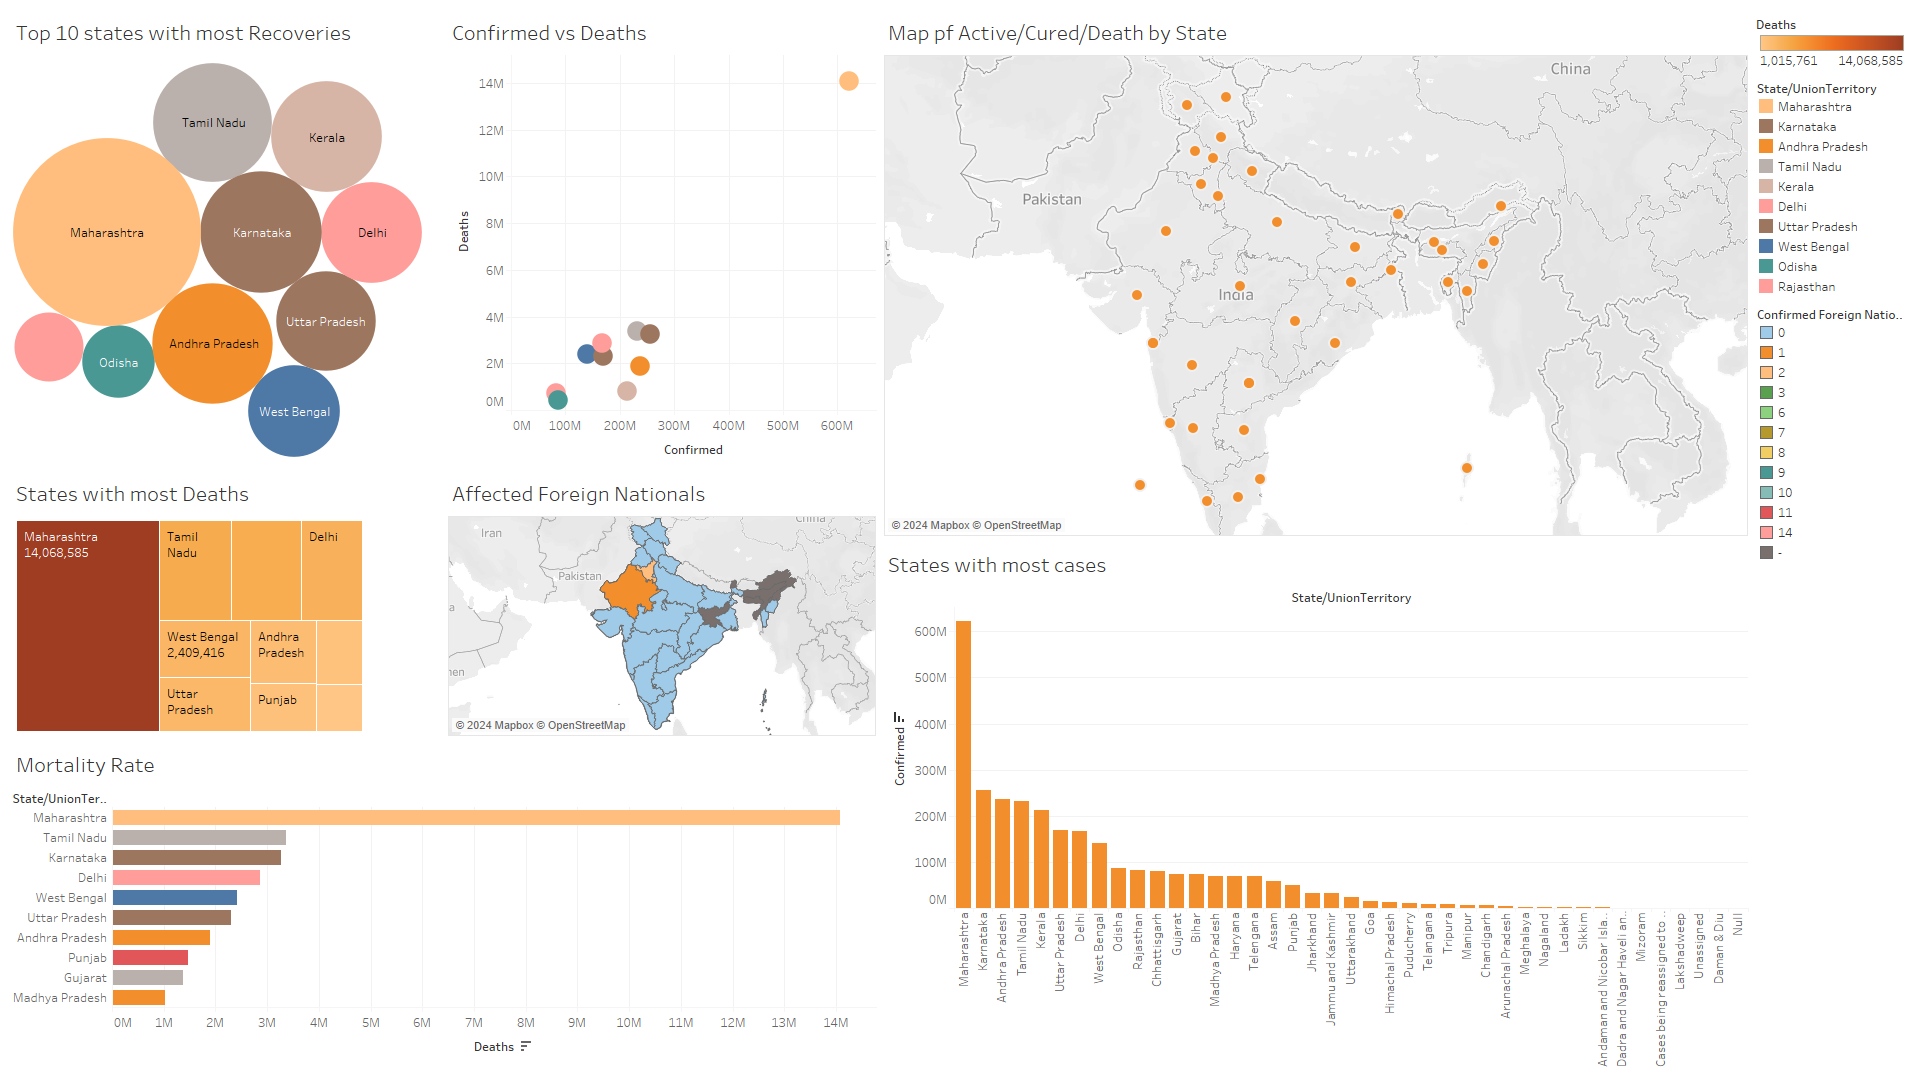 Top 10 states with most Recoveries
Tamil Nadu
Kerala
Maharashtra
Karnataka
Delhi
Uttar Pradesh
Andhra Pradesh
Odisha
West Bengal
Confirmed vs Deaths
Deaths
14M
12M
10M
8M
6M
4M
2M
0M
0M 100M 200M 300M 400M 500M 600M
Confirmed
Map pf Active/Cured/Death by State
China
Pakistan
India
© 2024 Mapbox © OpenStreetMap
Deaths
1,015,761 14,068,585
State/UnionTerritory
Maharashtra
Karnataka
Andhra Pradesh
Tamil Nadu
Kerala
Delhi
Uttar Pradesh
West Bengal
Odisha
Rajasthan
Confirmed Foreign Natio..
0
1
2
3
6
7
8
9
10
11
14
-
States with most Deaths
Maharashtra
14,068,585
Tamil
Nadu
Delhi
West Bengal
2,409,416
Andhra
Pradesh
Uttar
Pradesh
Punjab
Affected Foreign Nationals
China
Iran
Pakistan
a
men
© 2024 Mapbox © OpenStreetMap
States with most cases
State/UnionTerritory
Confirmed
600M
500M
400M
300M
200M
100M
0M
Maharashtra
Karnataka
Andhra Pradesh
Tamil Nadu
Kerala
Uttar Pradesh
Delhi
West Bengal
Odisha
Rajasthan
Chhattisgarh
Gujarat
Bihar
Madhya Pradesh
Haryana
Telengana
Assam
Punjab
Jharkhand
Jammu and Kashmir
Uttarakhand
Goa
Himachal Pradesh
Puducherry
Telangana
Tripura
Manipur
Chandigarh
Arunachal Pradesh
Meghalaya
Nagaland
Ladakh
Sikkim
Andaman and Nicobar Isla..
Dadra and Nagar Haveli an..
Mizoram
Cases being reassigned to ..
Lakshadweep
Unassigned
Daman & Diu
Null
Mortality Rate
State/UnionTer..
Maharashtra
Tamil Nadu
Karnataka
Delhi
West Bengal
Uttar Pradesh
Andhra Pradesh
Punjab
Gujarat
Madhya Pradesh
0M 1M 2M 3M 4M 5M 6M 7M 8M 9M 10M 11M 12M 13M 14M
Deaths